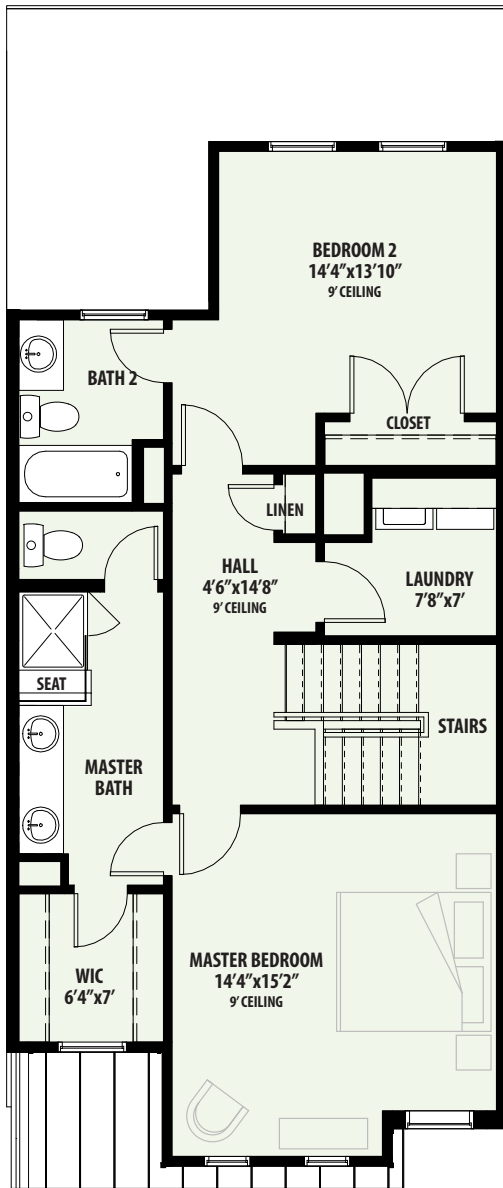 BEDROOM 2
14'4"x13'10"
9' CEILING
BATH 2
CLOSET
LINEN
HALL
4'6"x14'8"
9' CEILING
LAUNDRY
7'8"x7'
SEAT
STAIRS
MASTER
BATH
MASTER BEDROOM
14'4"x15'2"
9' CEILING
WIC
6'4"x7'